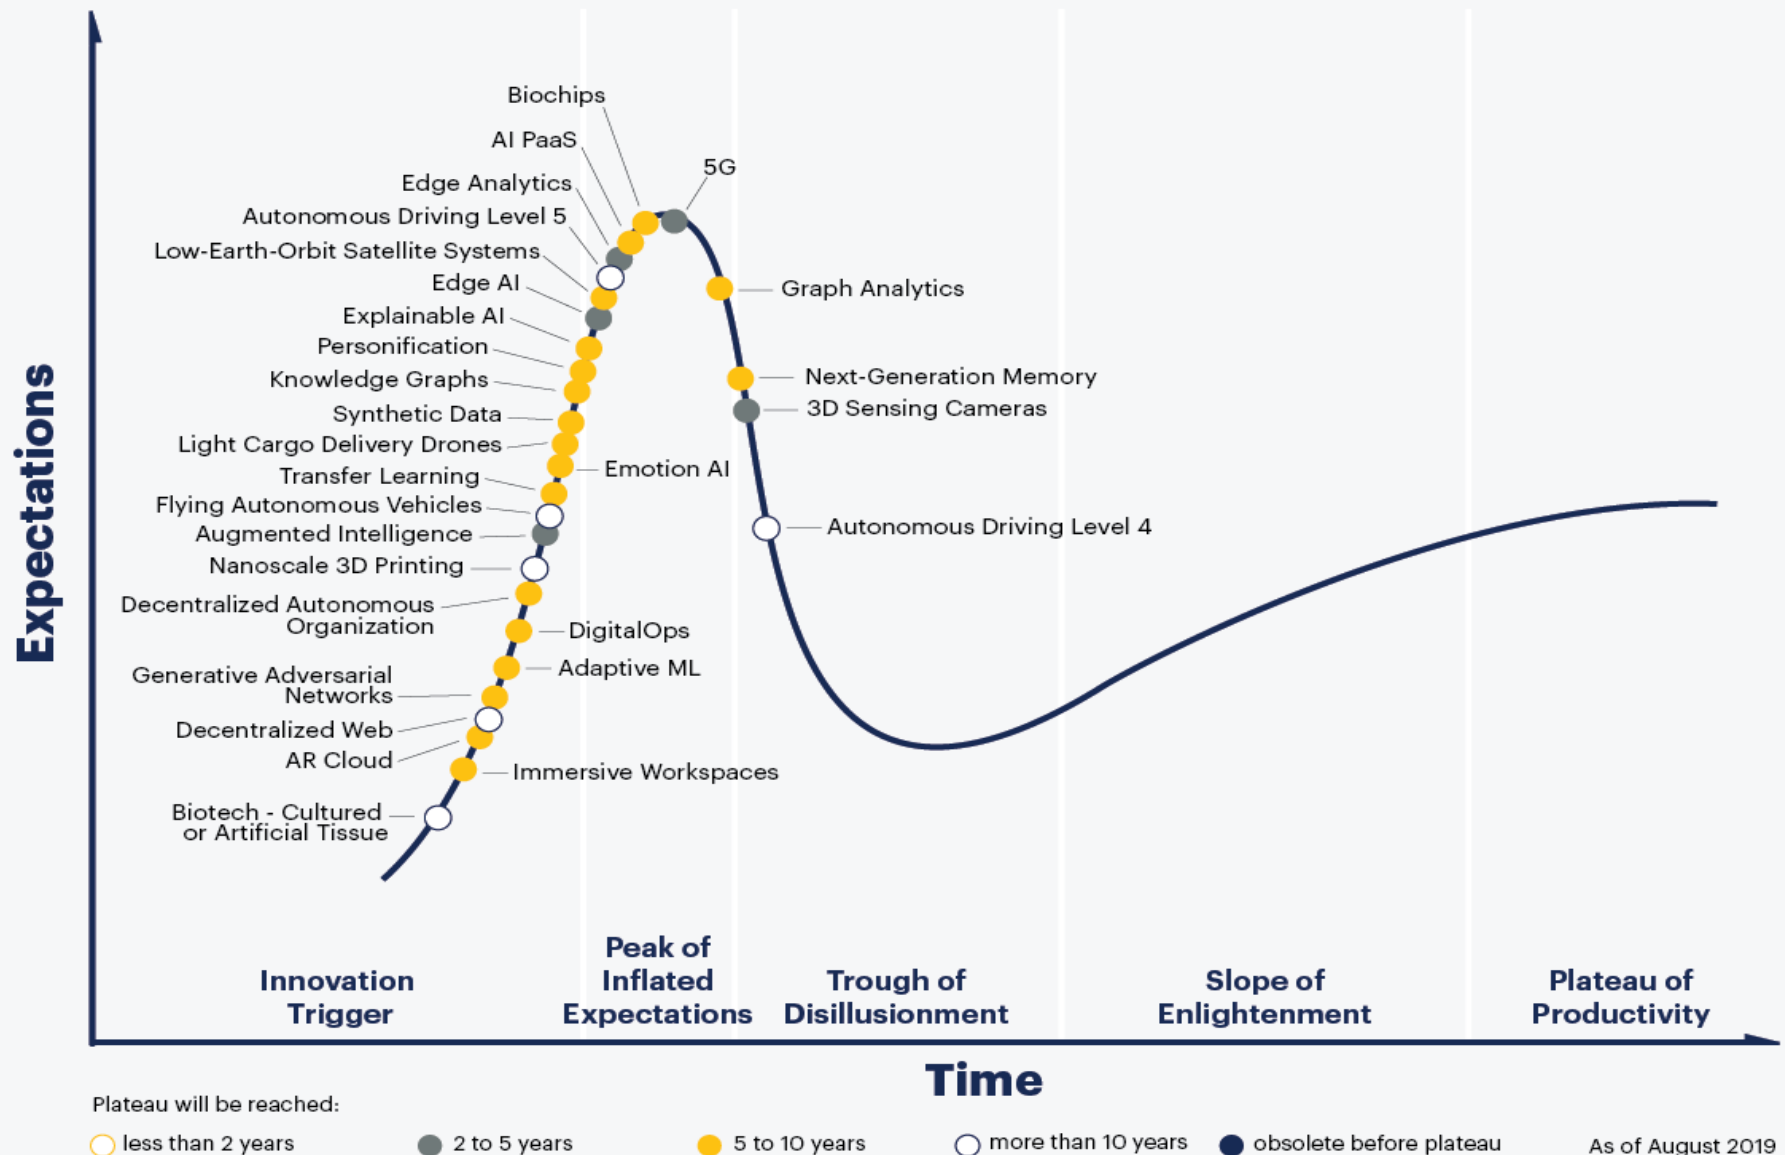 Biochips
AI PaaS
5G
Edge Analytics
Autonomous Driving Level 5
Low-Earth-Orbit Satellite Systems
Edge AI
Graph Analytics
Explainable AI
Personification
Knowledge Graphs
Next-Generation Memory
3D Sensing Cameras
Synthetic Data
Light Cargo Delivery Drones
Emotion AI
Transfer Learning
Flying Autonomous Vehicles
Autonomous Driving Level 4
Augmented Intelligence
Nanoscale 3D Printing
Decentralized Autonomous
Organization
DigitalOps
Adaptive ML
Generative Adversarial
Networks
Decentralized Web
AR Cloud
Immersive Workspaces
Biotech - Cultured
or Artificial Tissue
Expectations
Innovation
Trigger
Peak of
Inflated
Expectations
Trough of
Disillusionment
Slope of
Enlightenment
Plateau of
Productivity
Time
Plateau will be reached:
less than 2 years
2 to 5 years
5 to 10 years
more than 10 years
obsolete before plateau
As of August 2019